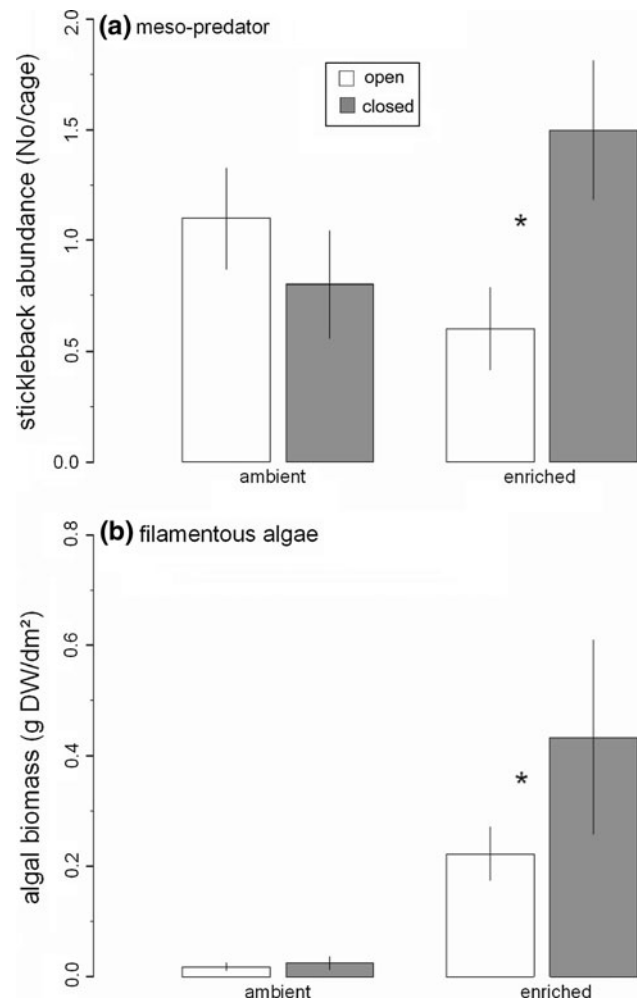 (a) meso-predator
open
closed
stickleback abundance (No/cage)
2.0
1.5
1.0
0.5
0.0
*
ambient
enriched
(b) filamentous algae
algal biomass (g DW/dm²)
0.8
0.6
0.4
0.2
0.0
*
ambient
enriched